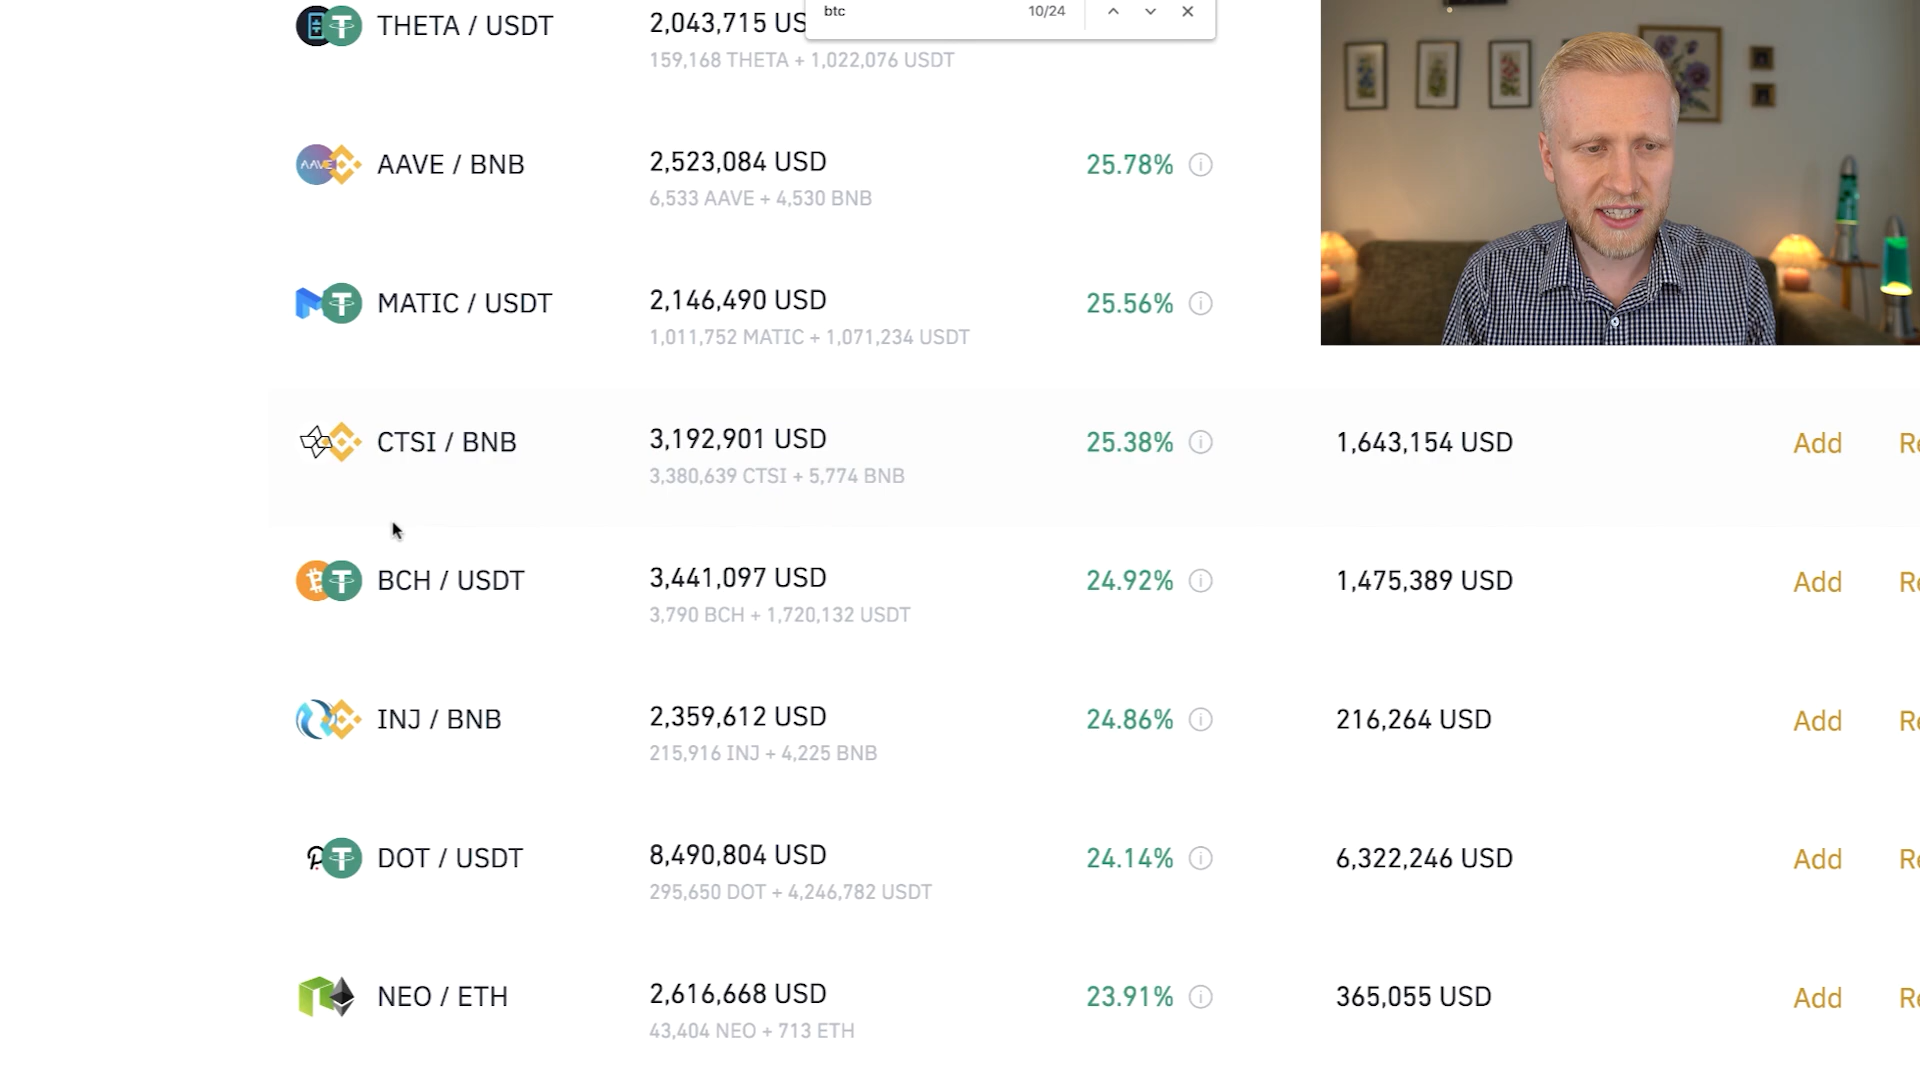 btc 10/24
THETA / USDT 2,043,715 US
159,168 THETA + 1,022,076 USDT
AAVE
AAVE / BNB 2,523,084 USD 25.78%
6,533 AAVE + 4,530 BNB
MATIC / USDT 2,146,490 USD 25.56%
1,011,752 MATIC + 1,071,234 USDT
CTSI / BNB 3,192,901 USD 25.38% 1,643,154 USD Add Re
3,380,639 CTSI + 5,774 BNB
BCH / USDT 3,441,097 USD 24.92% 1,475,389 USD Add Re
3,790 BCH + 1,720,132 USDT
INJ / BNB 2,359,612 USD 24.86% 216,264 USD Add Re
215,916 INJ + 4,225 BNB
DOT / USDT 8,490,804 USD 24.14% 6,322,246 USD Add Re
295,650 DOT + 4,246,782 USDT
NEO / ETH 2,616,668 USD 23.91% 365,055 USD Add Re
43,404 NEO + 713 ETH